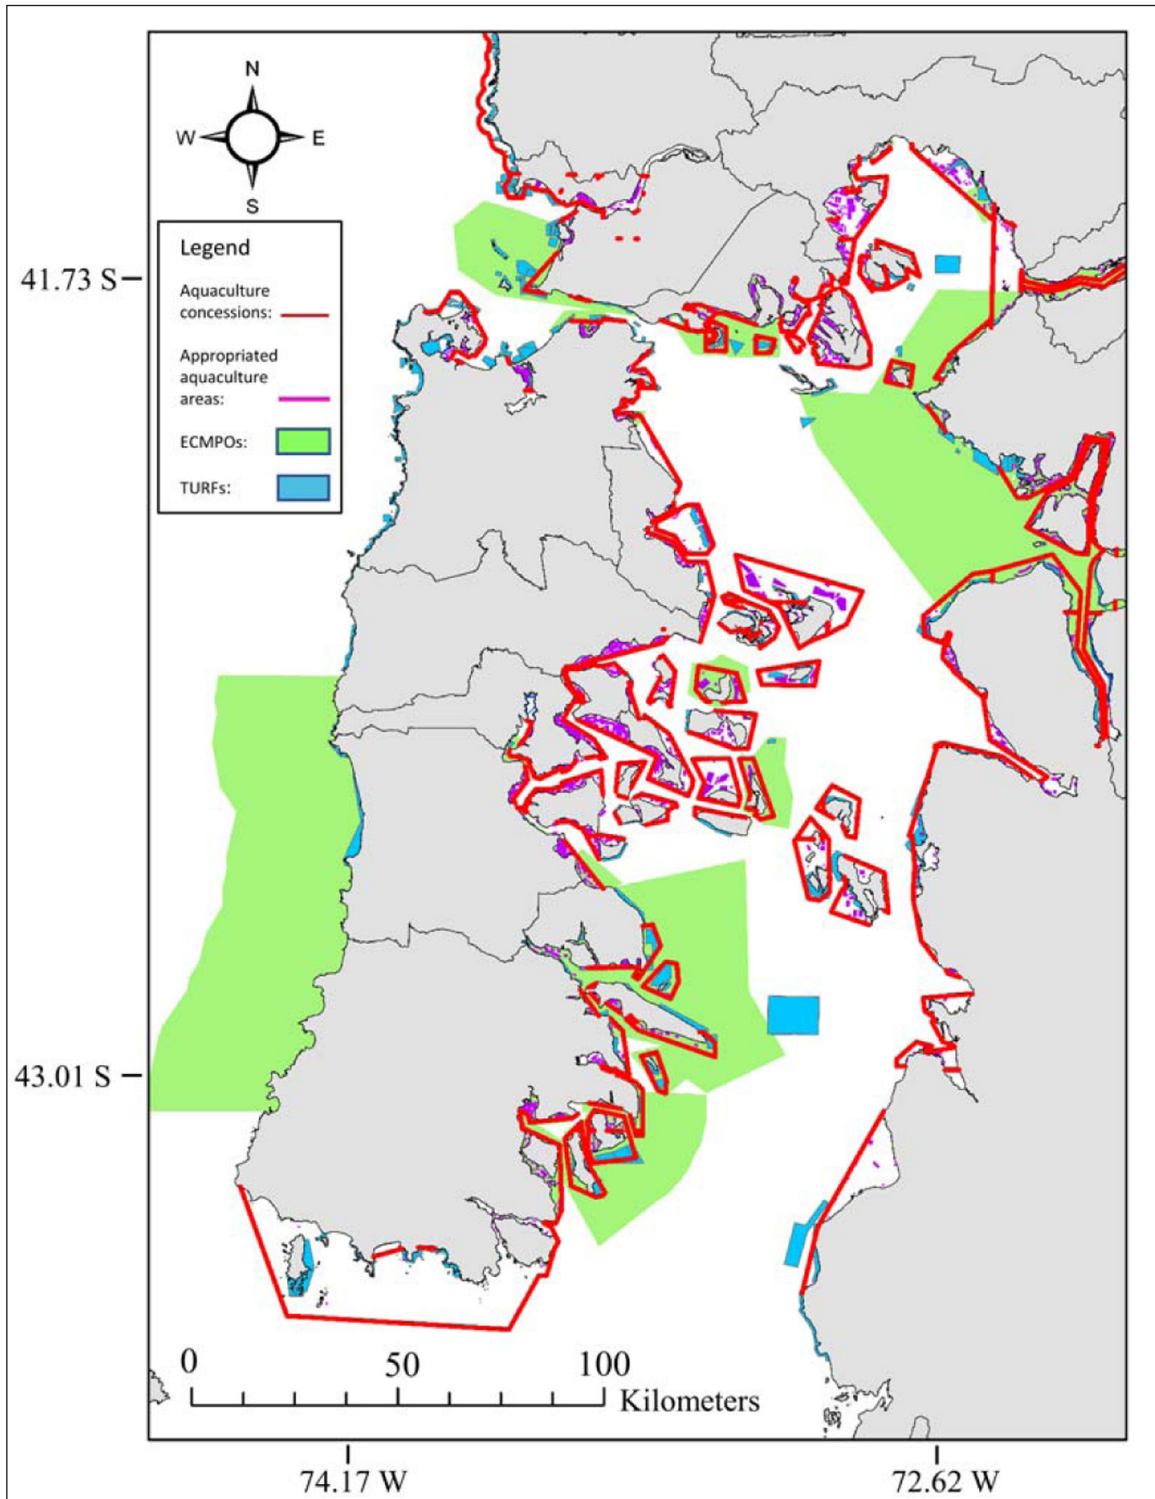 N
W E
S
Legend
Aquaculture
concessions:
Appropriated
aquaculture
areas:
ECMPOs:
TURFs:
41.73 S
43.01 S
0 50 100
Kilometers
74.17 W 72.62 W